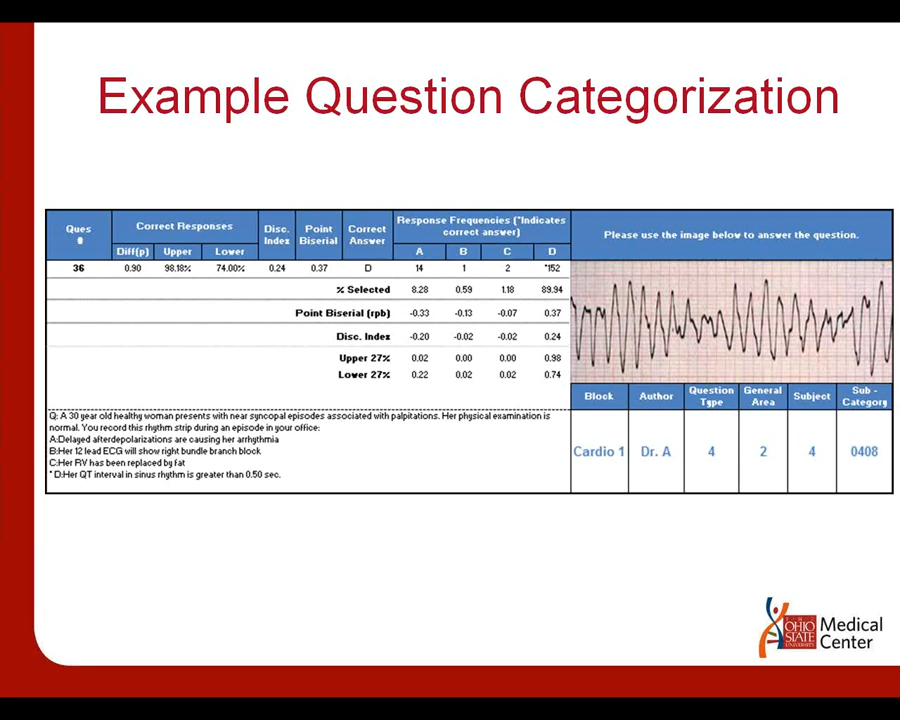 Example Question Categorization
Ques #
Correct Responses
Disc. Index
Point Biserial
Correct Answer
Response Frequencies (*Indicates correct answer)
Please use the image below to answer the question.
Diff(p) Upper Lower A B C D
36 0.90 98.18% 74.00% 0.24 0.37 D 14 1 2 *152
% Selected 8.28 0.59 1.18 89.94
Point Biserial (rpb) -0.33 -0.13 -0.07 0.37
Disc. Index -0.20 -0.02 -0.02 0.24
Upper 27% 0.02 0.00 0.00 0.98
Lower 27% 0.22 0.02 0.02 0.74
Q: A 30 year old healthy woman presents with near syncopal episodes associated with palpitations. Her physical examination is
normal. You record this rhythm strip during an episode in your office:
A:Delayed afterdepolarizations are causing her arrhythmia
B:Her 12 lead ECG will show right bundle branch block
C:Her RV has been replaced by fat
* D:Her QT interval in sinus rhythm is greater than 0.50 sec.
Block Author Question Type General Area Subject Sub - Category
Cardio 1 Dr. A 4 2 4 0408
THE
OHIO
STATE
UNIVERSITY
Medical
Center